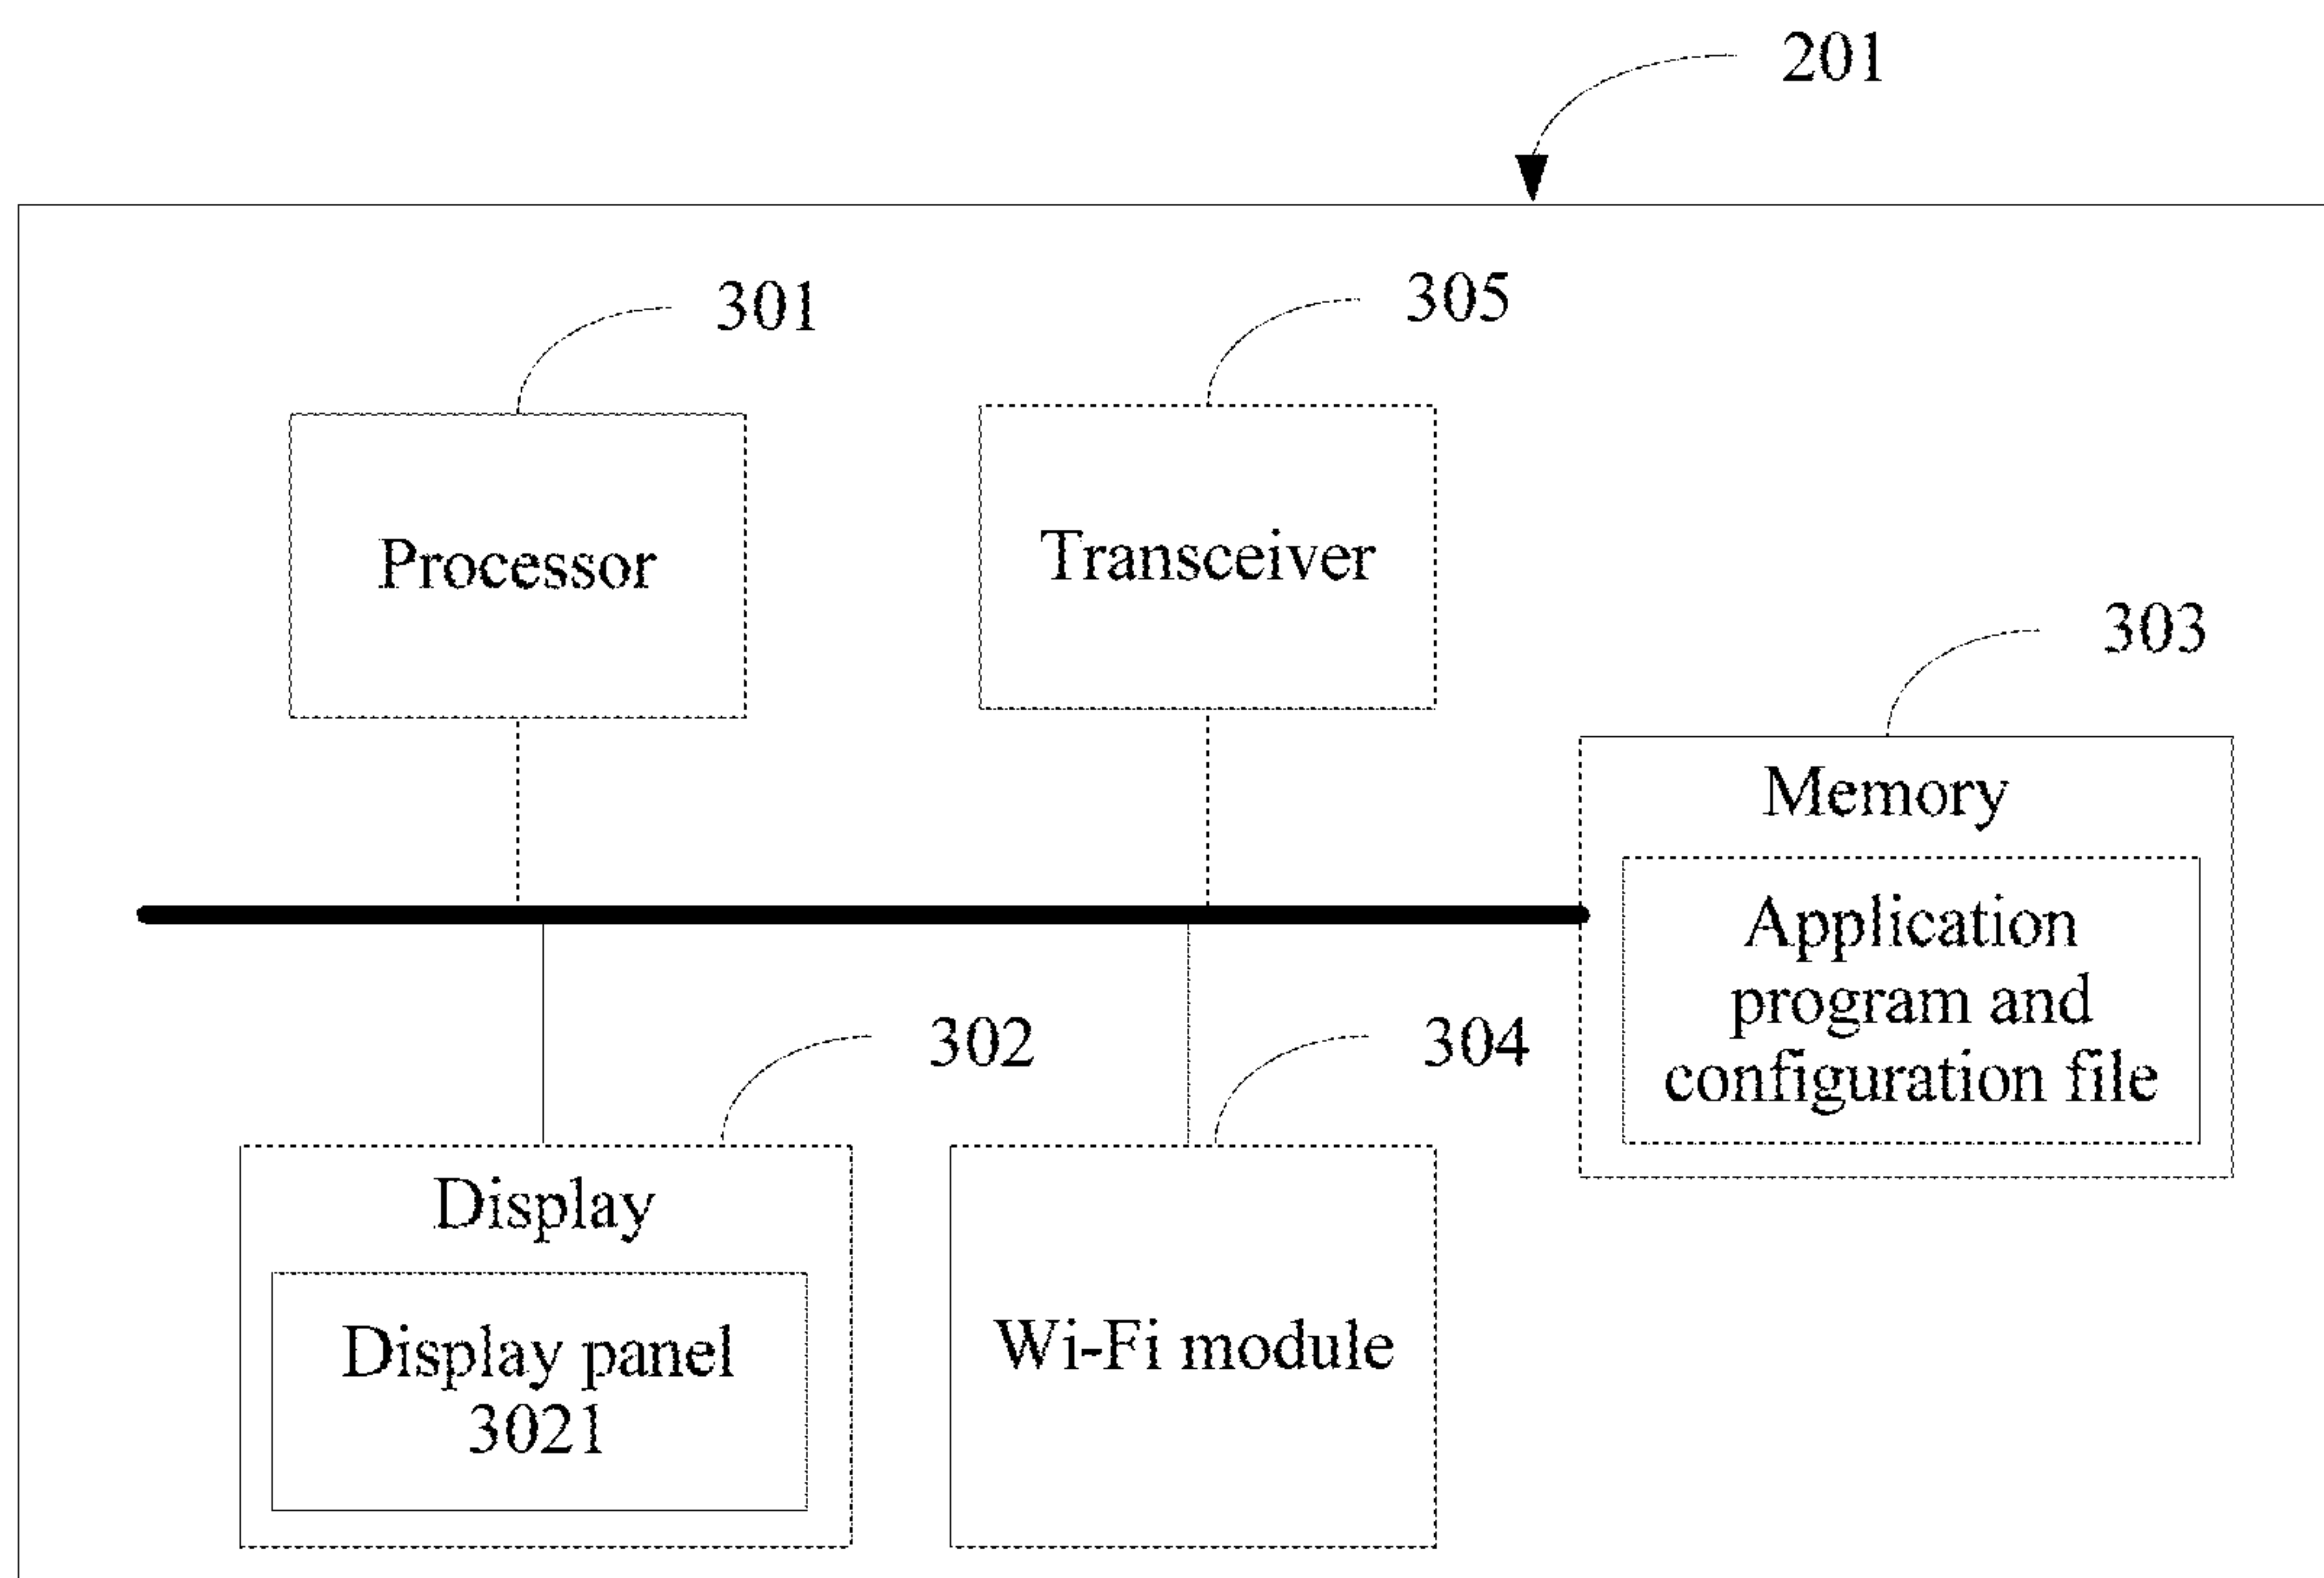 201
301
305
Processor
Transceiver
303
Memory
Application
program and
configuration file
302
304
Display
Display panel
3021
Wi-Fi module